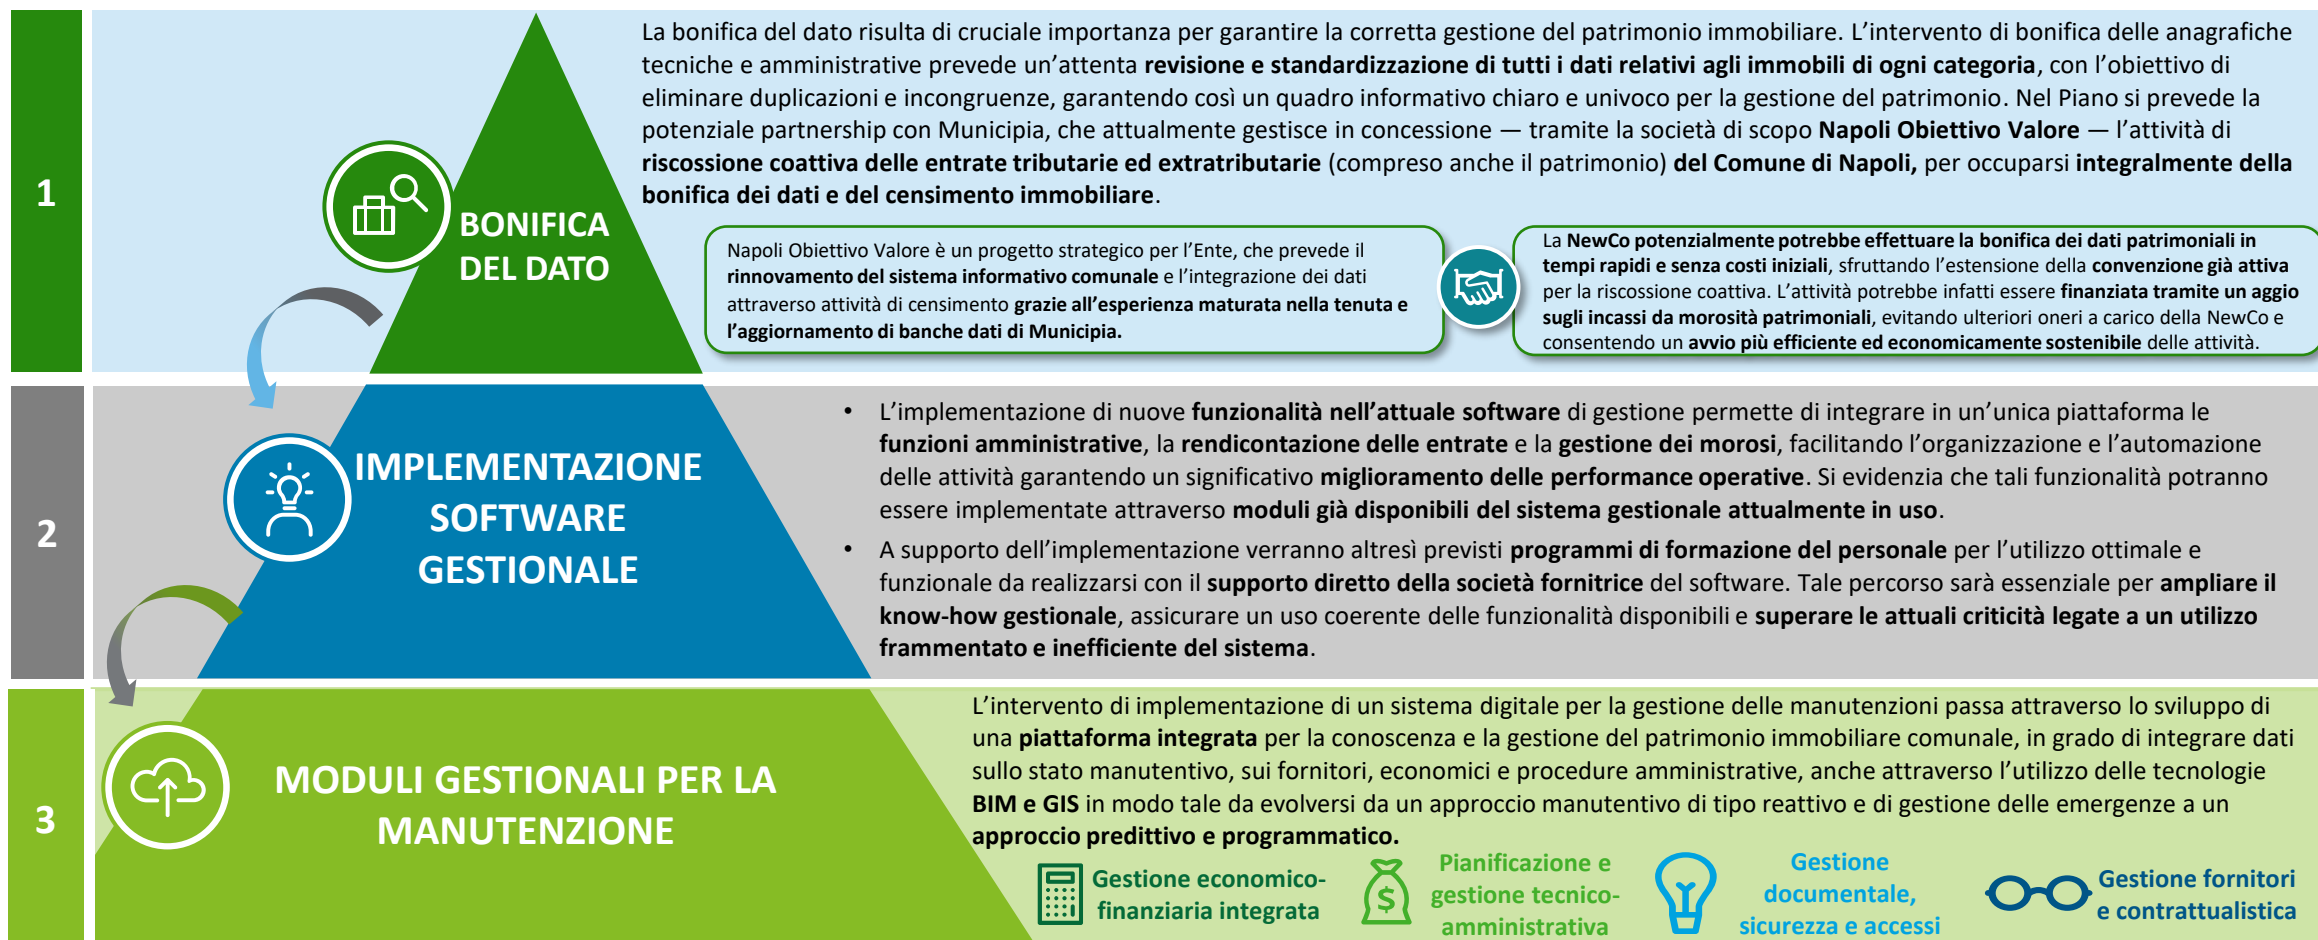 1
BONIFICA
DEL DATO
La bonifica del dato risulta di cruciale importanza per garantire la corretta gestione del patrimonio immobiliare. L’intervento di bonifica delle anagrafiche
tecniche e amministrative prevede un’attenta revisione e standardizzazione di tutti i dati relativi agli immobili di ogni categoria, con l’obiettivo di
eliminare duplicazioni e incongruenze, garantendo così un quadro informativo chiaro e univoco per la gestione del patrimonio. Nel Piano si prevede la
potenziale partnership con Municipia, che attualmente gestisce in concessione — tramite la società di scopo Napoli Obiettivo Valore — l’attività di
riscossione coattiva delle entrate tributarie ed extratributarie (compreso anche il patrimonio) del Comune di Napoli, per occuparsi integralmente della
bonifica dei dati e del censimento immobiliare.
Napoli Obiettivo Valore è un progetto strategico per l’Ente, che prevede il
rinnovamento del sistema informativo comunale e l’integrazione dei dati
attraverso attività di censimento grazie all’esperienza maturata nella tenuta e
l’aggiornamento di banche dati di Municipia.
La NewCo potenzialmente potrebbe effettuare la bonifica dei dati patrimoniali in
tempi rapidi e senza costi iniziali, sfruttando l’estensione della convenzione già attiva
per la riscossione coattiva. L’attività potrebbe infatti essere finanziata tramite un aggio
sugli incassi da morosità patrimoniali, evitando ulteriori oneri a carico della NewCo e
consentendo un avvio più efficiente ed economicamente sostenibile delle attività.
2
IMPLEMENTAZIONE
SOFTWARE
GESTIONALE
• L’implementazione di nuove funzionalità nell’attuale software di gestione permette di integrare in un’unica piattaforma le
funzioni amministrative, la rendicontazione delle entrate e la gestione dei morosi, facilitando l’organizzazione e l’automazione
delle attività garantendo un significativo miglioramento delle performance operative. Si evidenzia che tali funzionalità potranno
essere implementate attraverso moduli già disponibili del sistema gestionale attualmente in uso.
• A supporto dell’implementazione verranno altresì previsti programmi di formazione del personale per l’utilizzo ottimale e
funzionale da realizzarsi con il supporto diretto della società fornitrice del software. Tale percorso sarà essenziale per ampliare il
know-how gestionale, assicurare un uso coerente delle funzionalità disponibili e superare le attuali criticità legate a un utilizzo
frammentato e inefficiente del sistema.
3
MODULI GESTIONALI PER LA
MANUTENZIONE
L’intervento di implementazione di un sistema digitale per la gestione delle manutenzioni passa attraverso lo sviluppo di
una piattaforma integrata per la conoscenza e la gestione del patrimonio immobiliare comunale, in grado di integrare dati
sullo stato manutentivo, sui fornitori, economici e procedure amministrative, anche attraverso l’utilizzo delle tecnologie
BIM e GIS in modo tale da evolversi da un approccio manutentivo di tipo reattivo e di gestione delle emergenze a un
approccio predittivo e programmatico.
Gestione economico-
finanziaria integrata
$
Pianificazione e
gestione tecnico-
amministrativa
Gestione
documentale,
sicurezza e accessi
Gestione fornitori
e contrattualistica